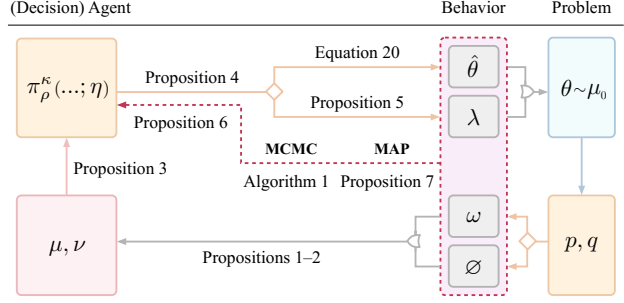 (Decision) Agent
Behavior
Problem
π_ρ^κ(...; η)
Proposition 4
Equation 20
Proposition 5
θ̂
λ
θ~μ₀
Proposition 6
MCMC
MAP
Algorithm 1
Proposition 7
Proposition 3
μ, ν
Propositions 1–2
ω
∅
p, q